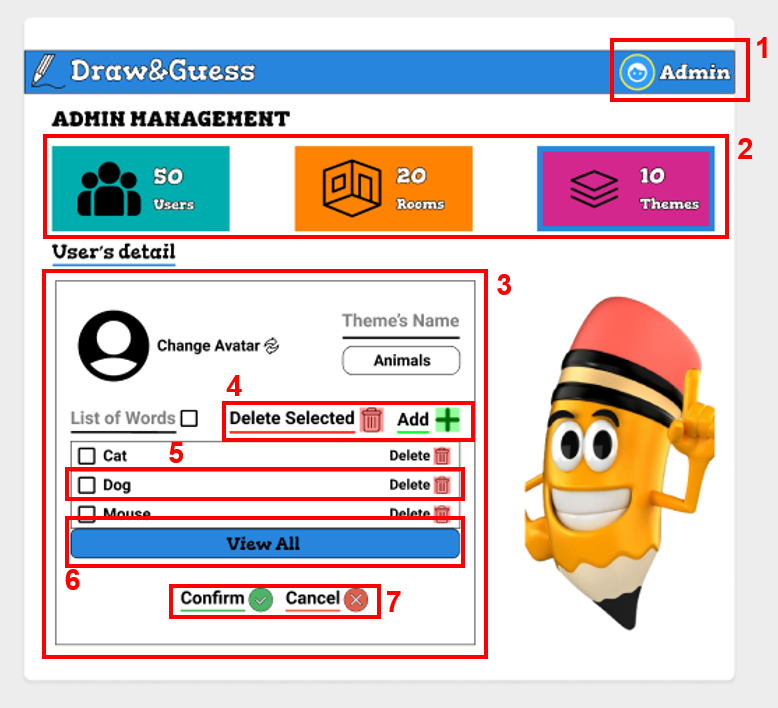 1
Draw&Guess
Admin
ADMIN MANAGEMENT
2
50
Users
20
Rooms
10
Themes
User's detail
3
Theme's Name
Change Avatar
Animals
4
List of Words
Delete Selected
Add
5
Cat
Delete
Dog
Delete
Mouse
Delete
View All
6
Confirm
Cancel
7